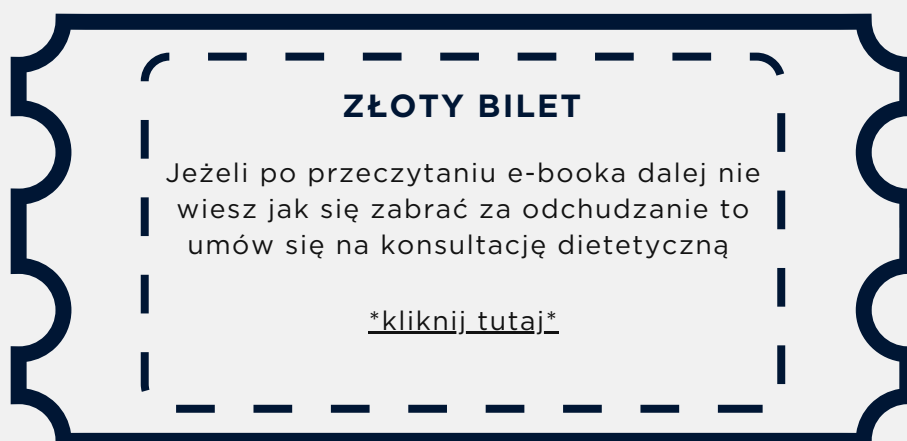 ZŁOTY BILET
Jeżeli po przeczytaniu e-booka dalej nie
wiesz jak się zabrać za odchudzanie to
umów się na konsultację dietetyczną
*kliknij tutaj*